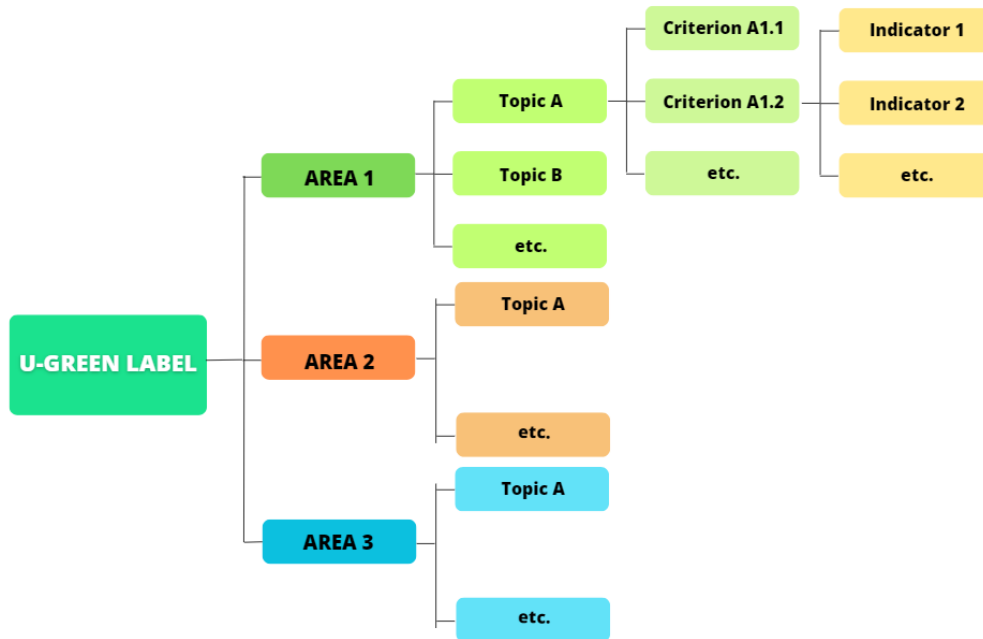 Criterion A1.1
Indicator 1
Topic A
Criterion A1.2
Indicator 2
AREA 1
Topic B
etc.
etc.
etc.
Topic A
U-GREEN LABEL
AREA 2
etc.
Topic A
AREA 3
etc.